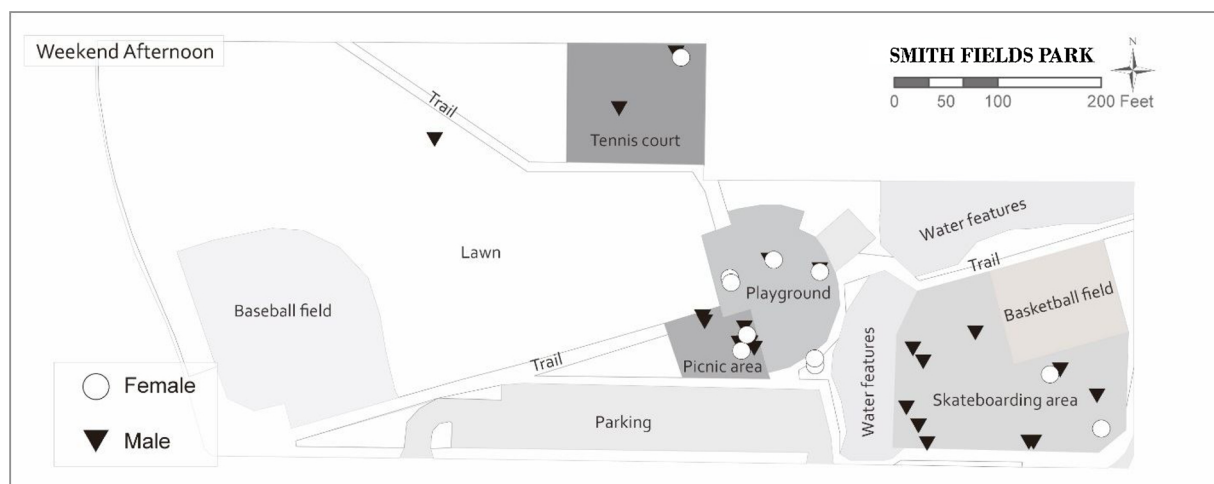 Weekend Afternoon
SMITH FIELDS PARK
N
0 50 100 200 Feet
Trail
Tennis court
Water features
Lawn
Trail
Playground
Basketball field
Baseball field
Trail
Picnic area
Water features
Skateboarding area
Female
Male
Parking